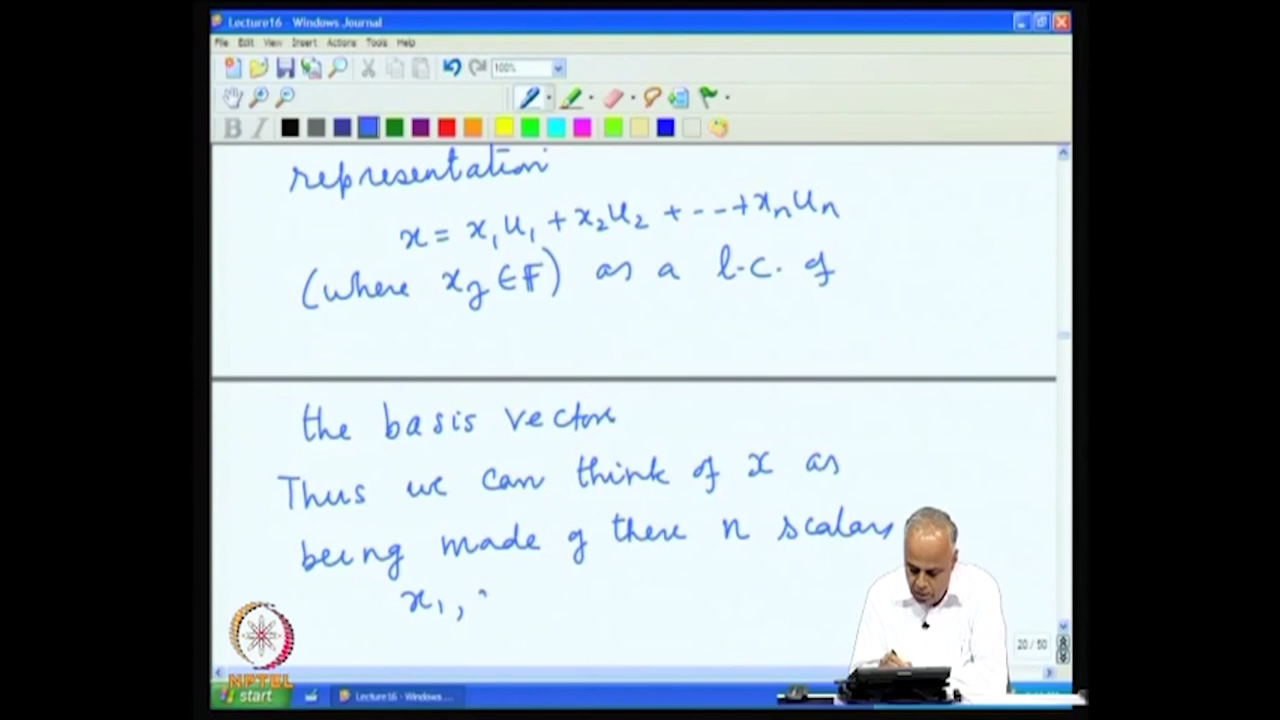 Lecture16 - Windows Journal
File Edit View Insert Actions Tools Help
100%
B I
representation
x = x₁u₁ + x₂u₂ + --- + xₙuₙ
(where xⱼ ∈ 𝔽) as a l.c. of
the basis vectors
Thus we can think of x as
being made of these n scalars
x₁,
20 / 50
NPTEL
start
Lecture16 - Windows ...